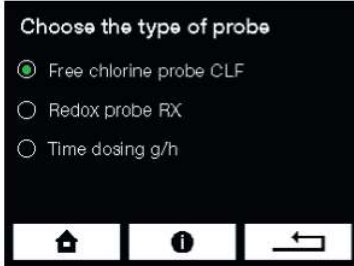 Choose the type of probe
Free chlorine probe CLF
Redox probe RX
Time dosing g/h